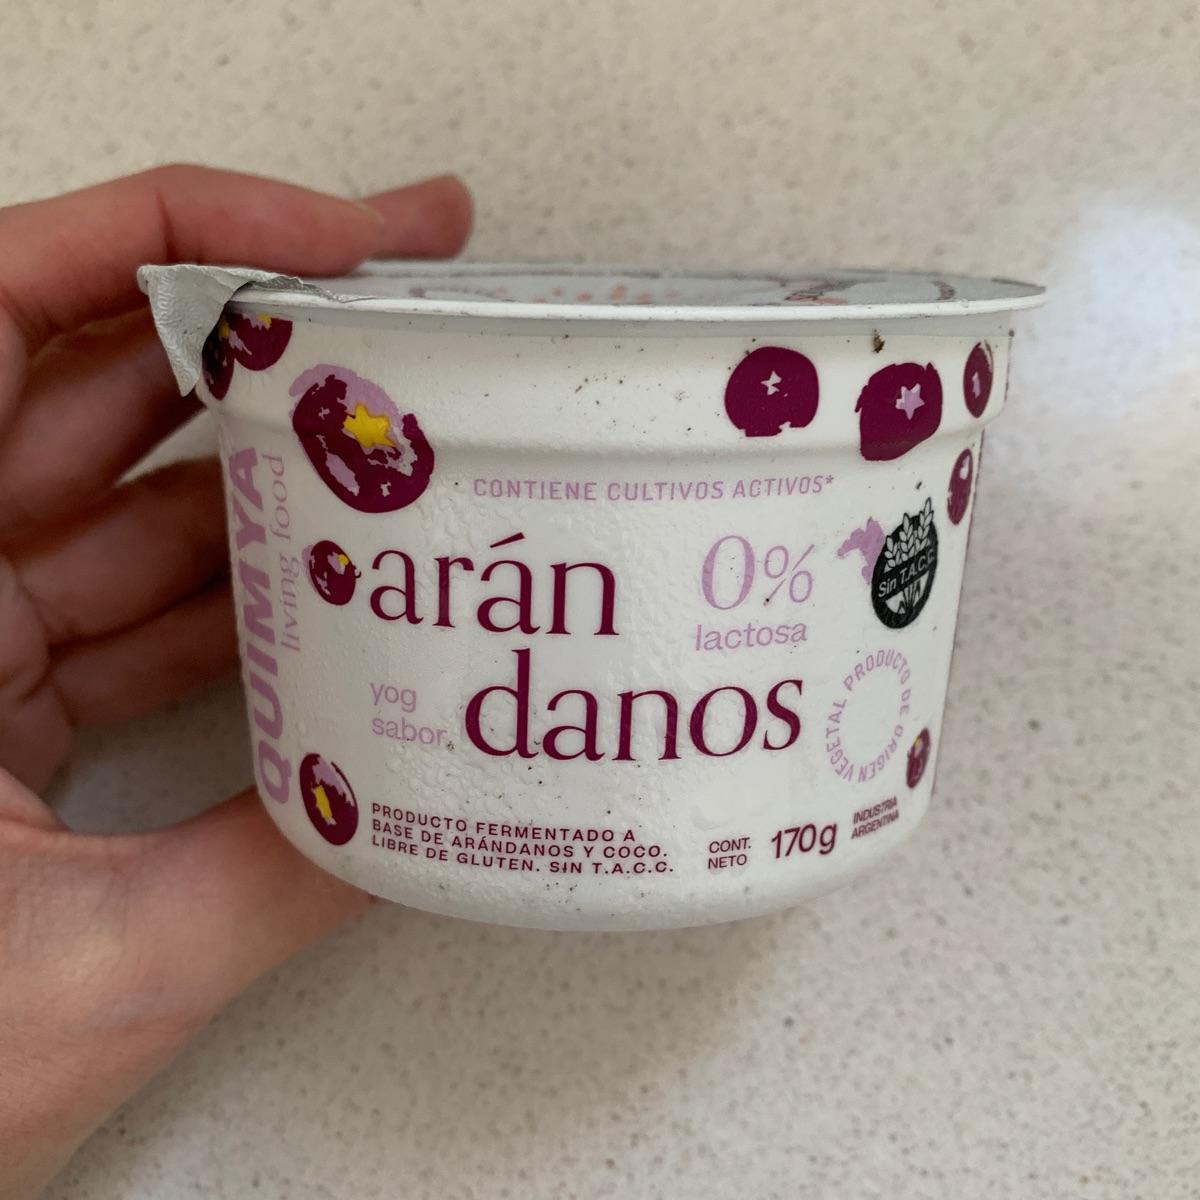 QUIMYA
living food
CONTIENE CULTIVOS ACTIVOS*
arán
danos
yog
sabor
0%
lactosa
Sin T.A.C.C.
PRODUCTO DE ORIGEN VEGETAL
PRODUCTO FERMENTADO A
BASE DE ARÁNDANOS Y COCO.
LIBRE DE GLUTEN. SIN T.A.C.C.
CONT.
NETO
170g
INDUSTRIA
ARGENTINA